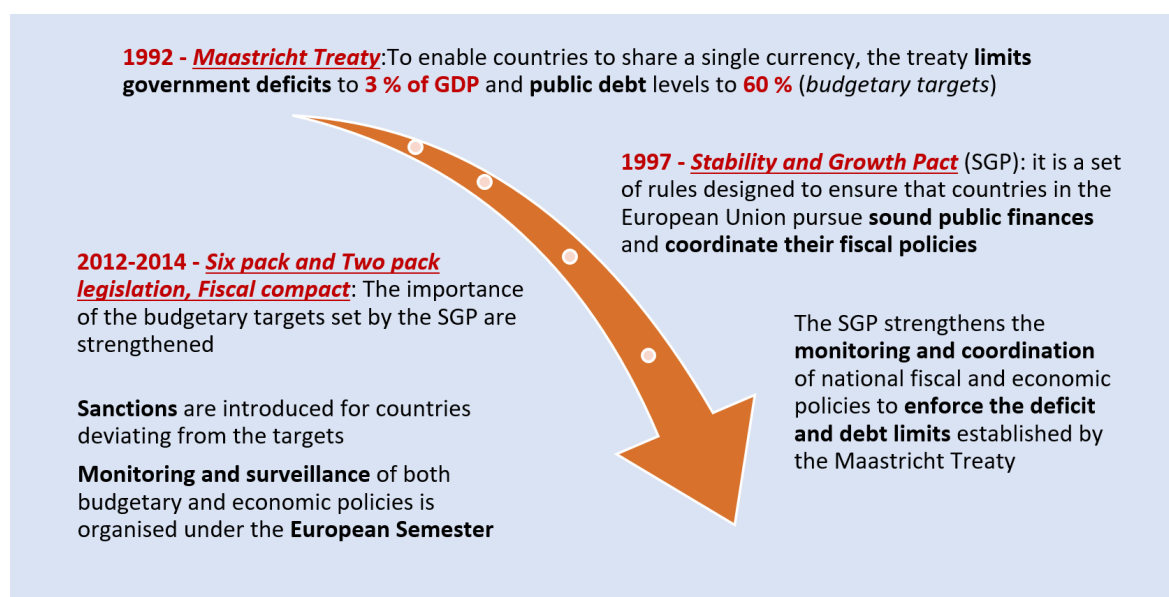 1992 - Maastricht Treaty:To enable countries to share a single currency, the treaty limits
government deficits to 3 % of GDP and public debt levels to 60 % (budgetary targets)
1997 - Stability and Growth Pact (SGP): it is a set
of rules designed to ensure that countries in the
European Union pursue sound public finances
and coordinate their fiscal policies
The SGP strengthens the
monitoring and coordination
of national fiscal and economic
policies to enforce the deficit
and debt limits established by
the Maastricht Treaty
2012-2014 - Six pack and Two pack
legislation, Fiscal compact: The importance
of the budgetary targets set by the SGP are
strengthened
Sanctions are introduced for countries
deviating from the targets
Monitoring and surveillance of both
budgetary and economic policies is
organised under the European Semester